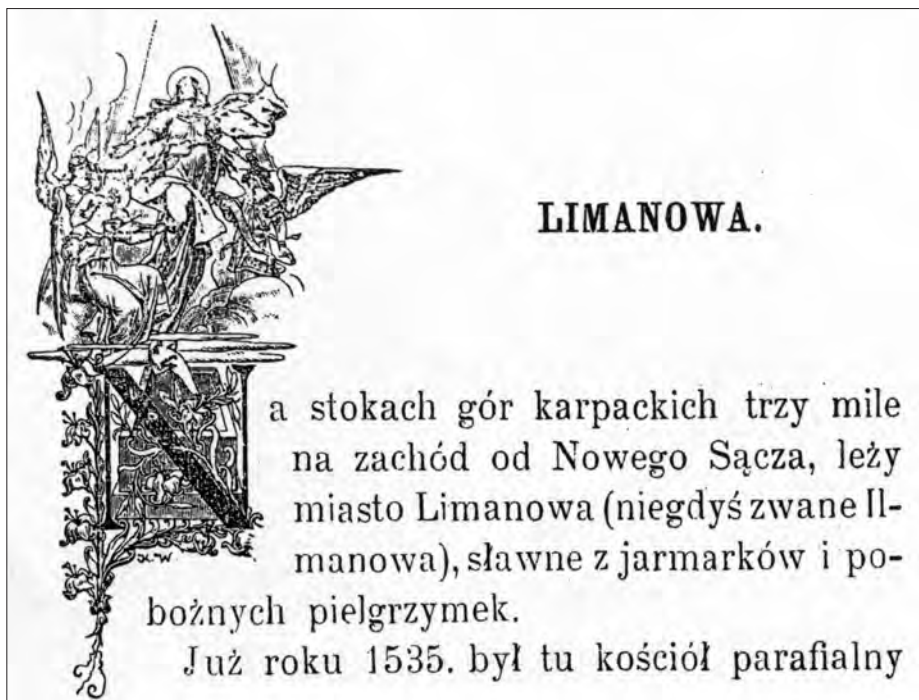 LIMANOWA.
Na stokach gór karpackich trzy mile
na zachód od Nowego Sącza, leży
miasto Limanowa (niegdyś zwane Il-
manowa), sławne z jarmarków i po-
bożnych pielgrzymek.
Już roku 1535. był tu kościół parafialny
X. W